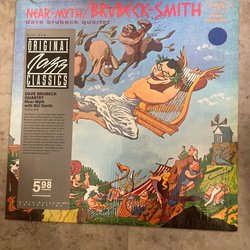 NEAR-MYTH/BRUBECK-SMITH
dave brubeck quartet
ORIGINAL
Jazz
CLASSICS
DAVE BRUBECK
QUARTET
Near Myth
with Bill Smith
5.98